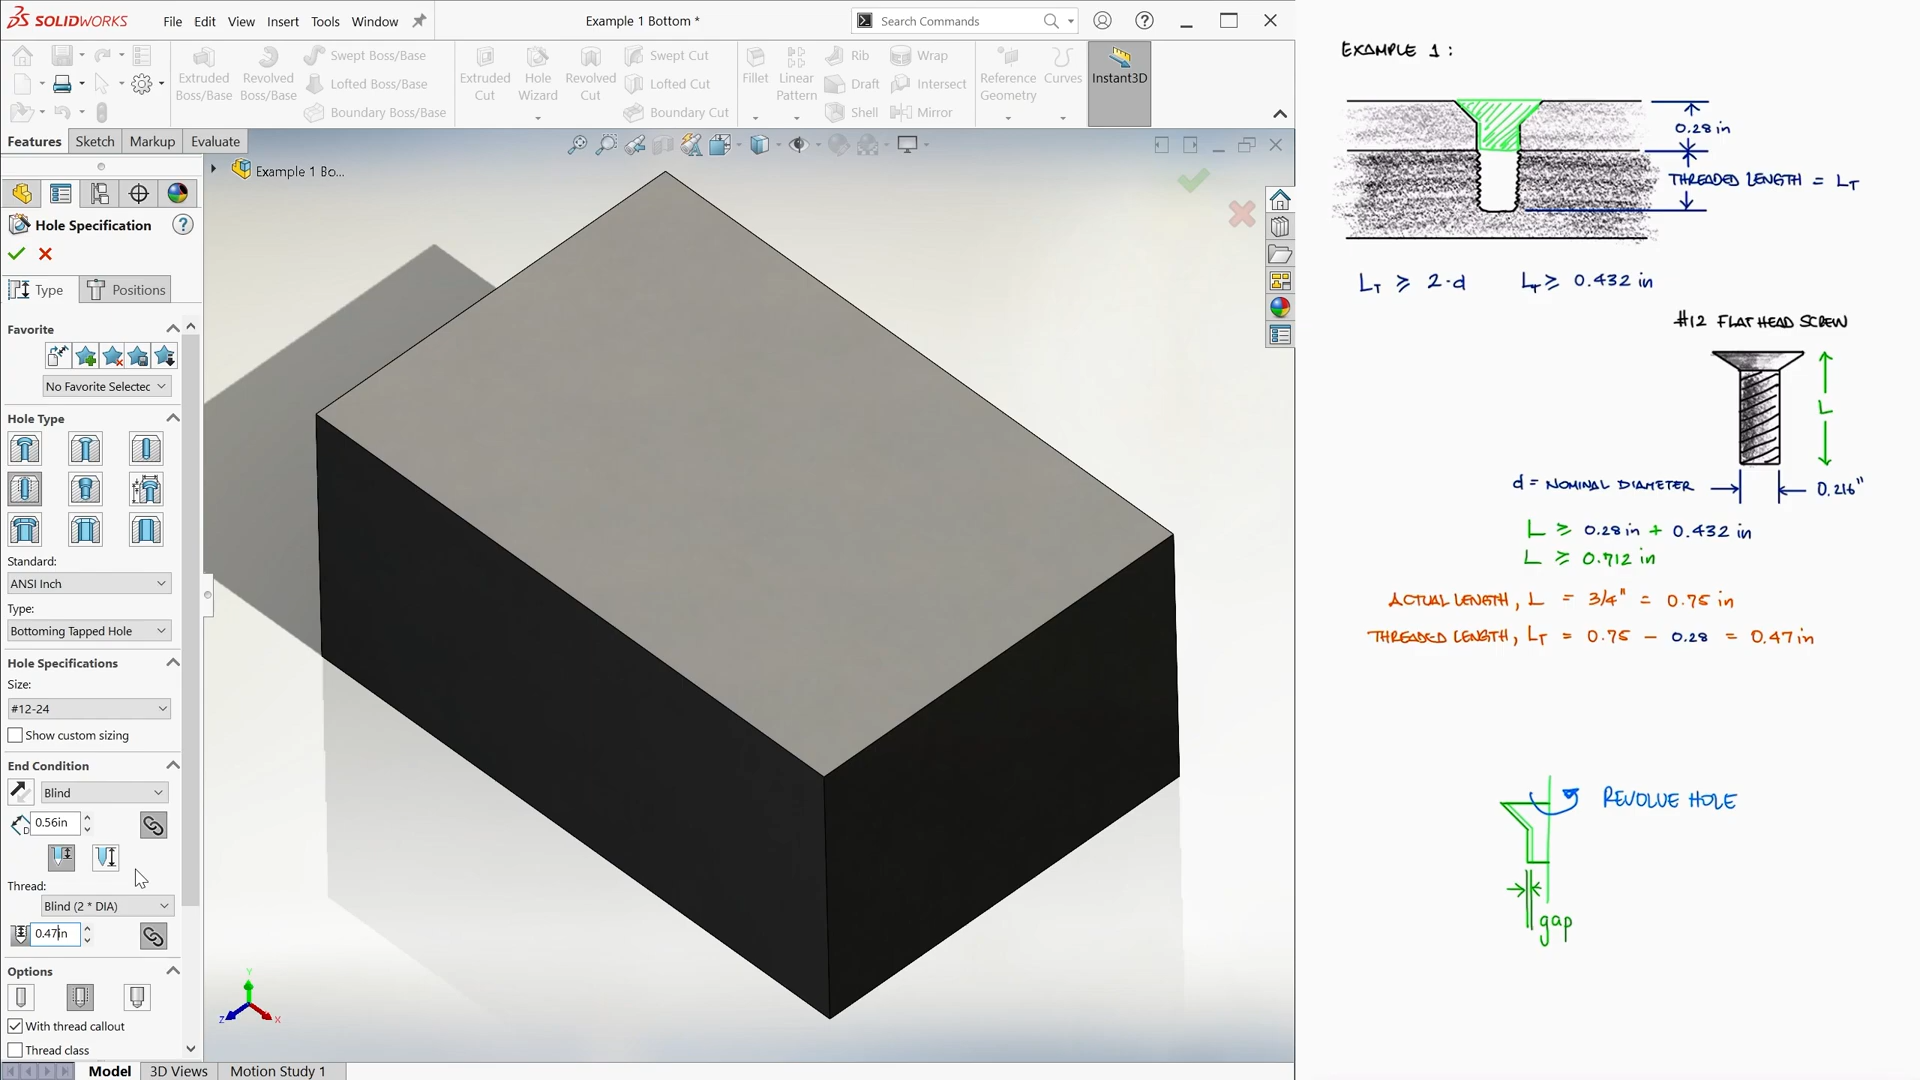 SOLIDWORKS
File Edit View Insert Tools Window
Example 1 Bottom *
Search Commands
Extruded Boss/Base
Revolved Boss/Base
Swept Boss/Base
Lofted Boss/Base
Boundary Boss/Base
Extruded Cut
Hole Wizard
Revolved Cut
Swept Cut
Lofted Cut
Boundary Cut
Fillet
Linear Pattern
Rib
Draft
Shell
Wrap
Intersect
Mirror
Reference Geometry
Curves
Instant3D
Features Sketch Markup Evaluate
Example 1 Bo...
Hole Specification
Type Positions
Favorite
No Favorite Selectec
Hole Type
Standard:
ANSI Inch
Type:
Bottoming Tapped Hole
Hole Specifications
Size:
#12-24
Show custom sizing
End Condition
Blind
0.56in
Thread:
Blind (2 * DIA)
0.47in
Options
With thread callout
Thread class
Y
Z X
Model 3D Views Motion Study 1
EXAMPLE 1 :
0.28 in
THREADED LENGTH = LT
LT ≥ 2·d LT ≥ 0.432 in
#12 FLAT HEAD SCREW
L
d = NOMINAL DIAMETER 0.216"
L ≥ 0.28 in + 0.432 in
L ≥ 0.712 in
ACTUAL LENGTH, L = 3/4" = 0.75 in
THREADED LENGTH, LT = 0.75 - 0.28 = 0.47 in
REVOLVE HOLE
gap